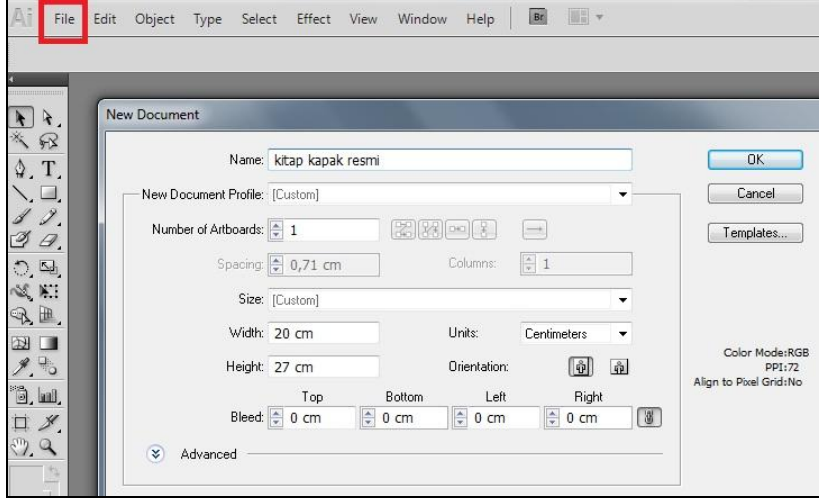 Ai File Edit Object Type Select Effect View Window Help Br
New Document
Name: kitap kapak resmi
OK
New Document Profile: [Custom]
Cancel
Number of Artboards: 1
Templates...
Spacing: 0,71 cm Columns: 1
Size: [Custom]
Width: 20 cm Units: Centimeters
Height: 27 cm Orientation:
Color Mode:RGB
PPI:72
Align to Pixel Grid:No
Top Bottom Left Right
Bleed: 0 cm 0 cm 0 cm 0 cm
Advanced